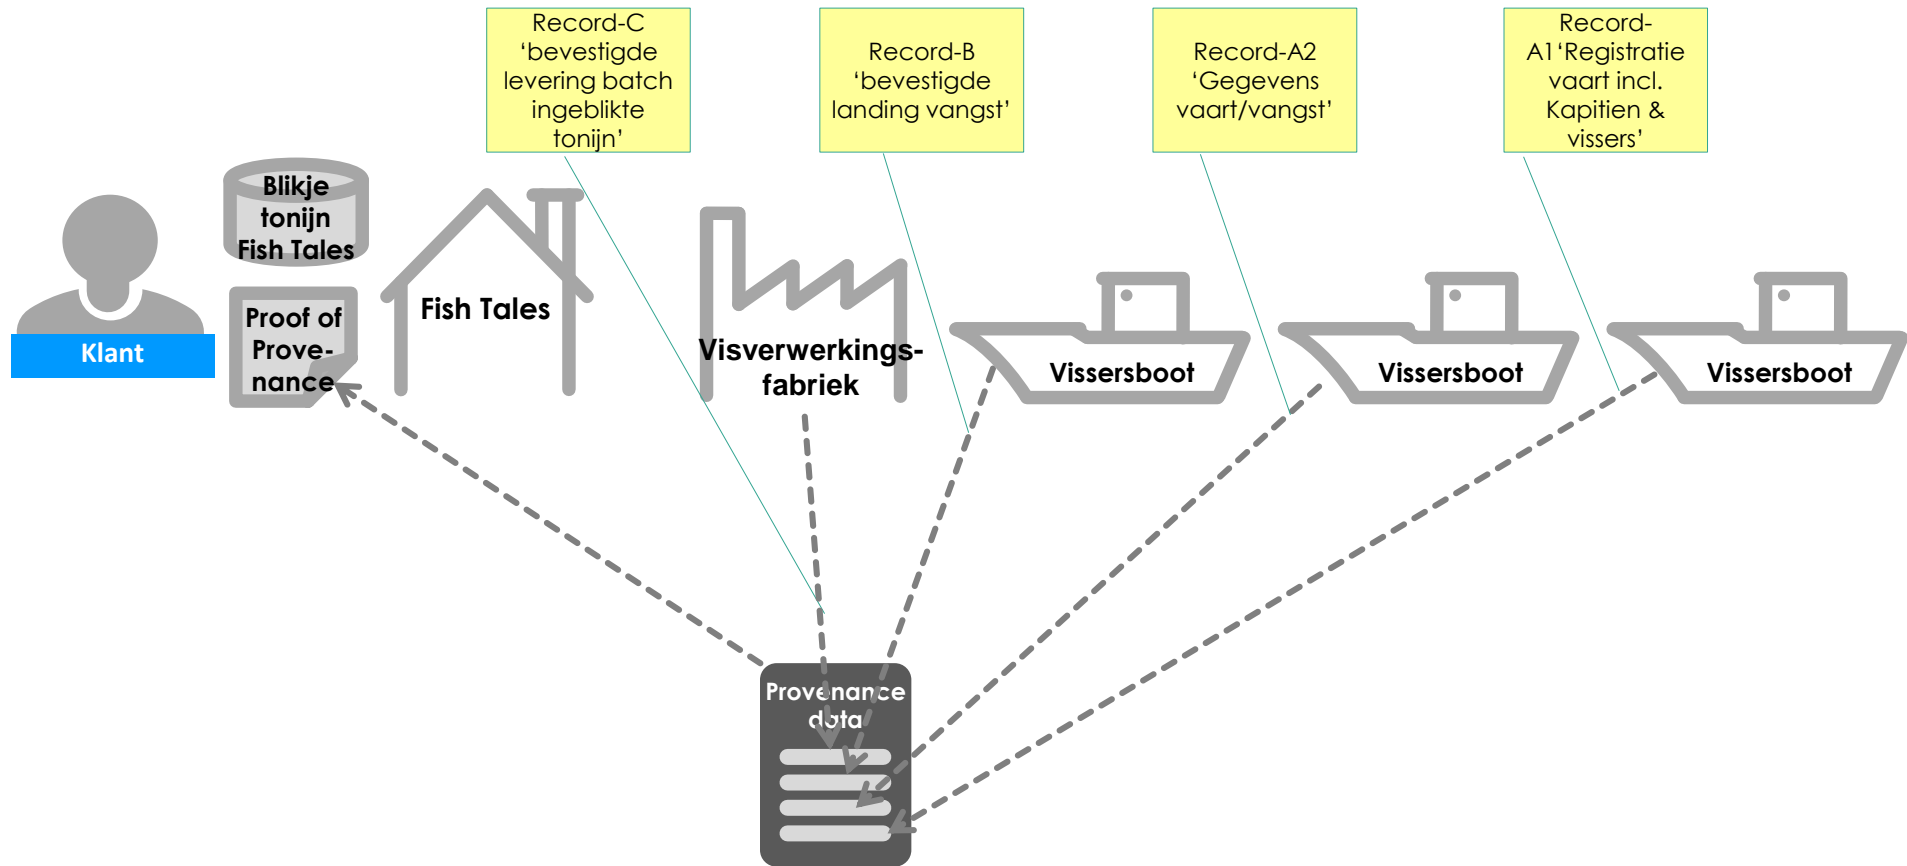 Record-C
‘bevestigde
levering batch
ingeblikte
tonijn’
Record-B
‘bevestigde
landing vangst’
Record-A2
‘Gegevens
vaart/vangst’
Record-
A1‘Registratie
vaart incl.
Kapitien &
vissers’
Blikje
tonijn
Fish Tales
Proof of
Prove-
nance
Klant
Fish Tales
Visverwerkings-
fabriek
Vissersboot
Vissersboot
Vissersboot
Provenance
data